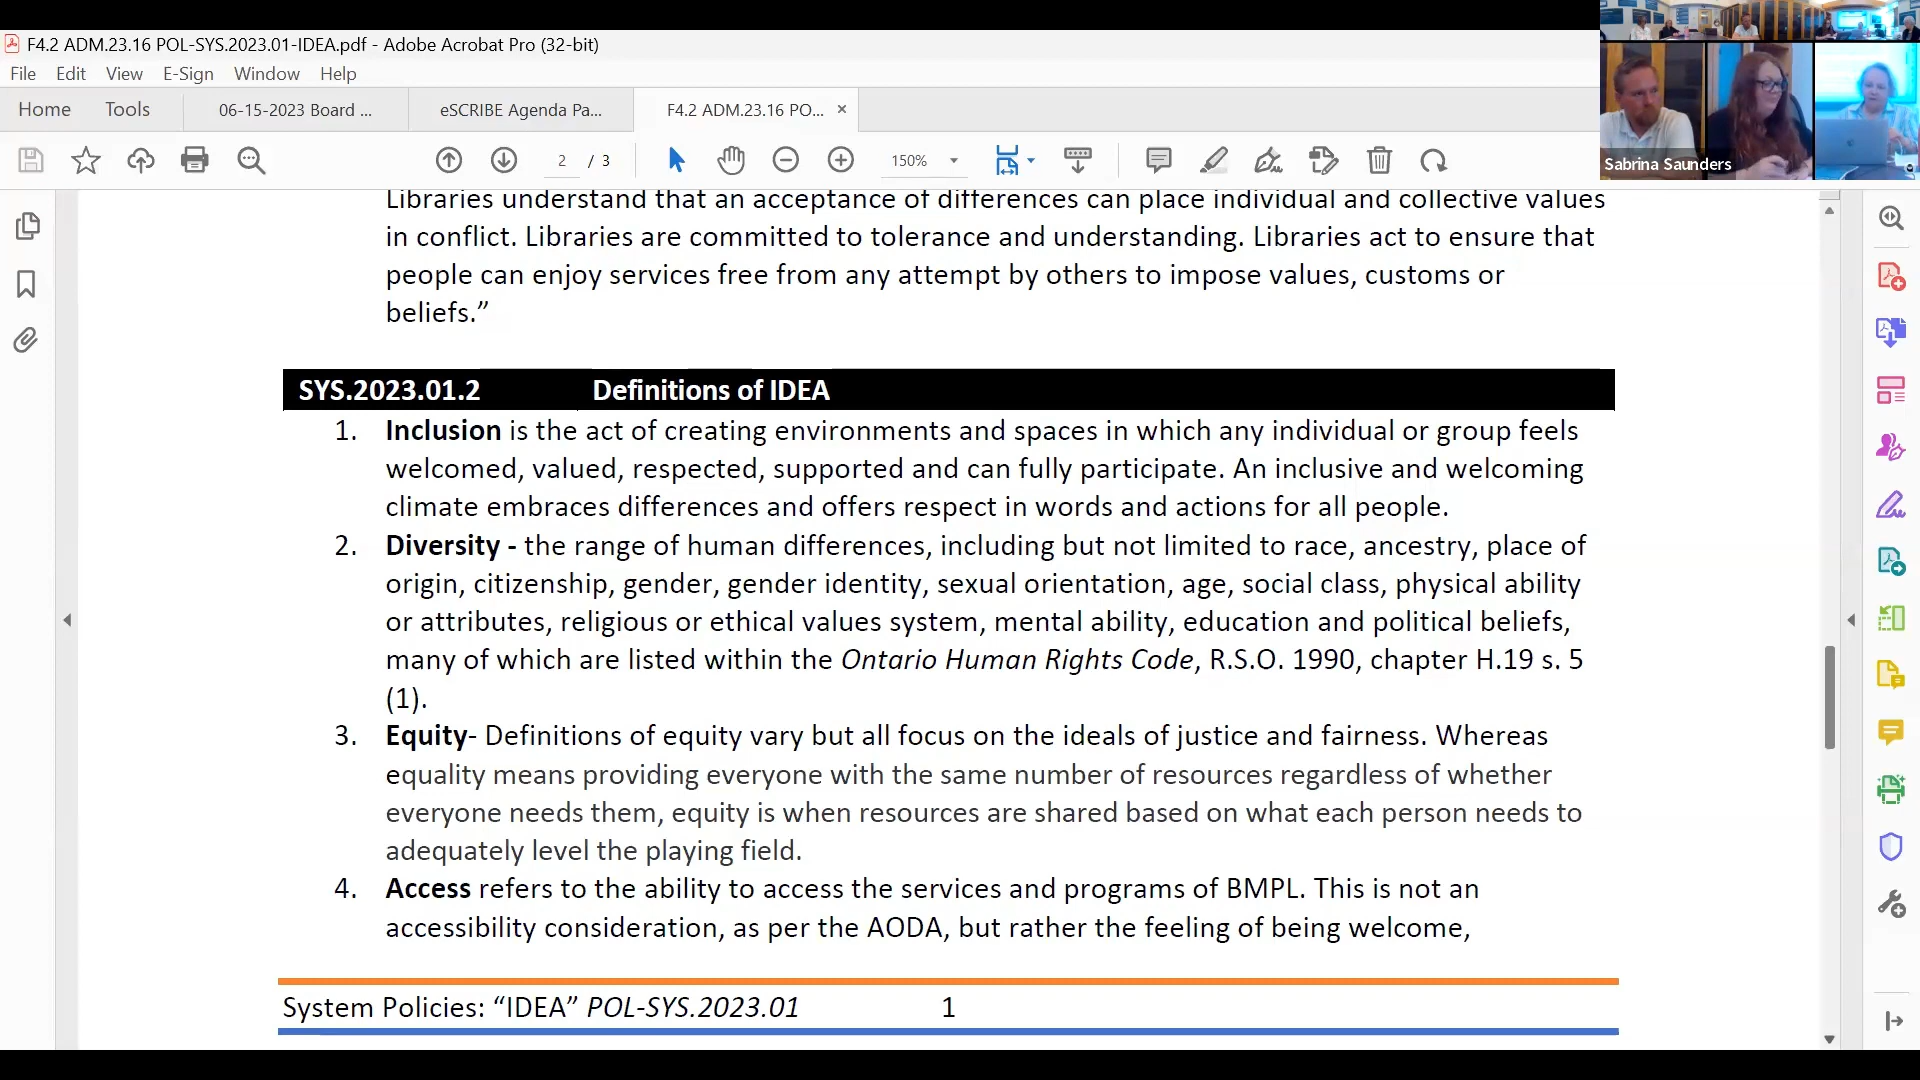 F4.2 ADM.23.16 POL-SYS.2023.01-IDEA.pdf - Adobe Acrobat Pro (32-bit)
File Edit View E-Sign Window Help
Home Tools 06-15-2023 Board ... eSCRIBE Agenda Pa... F4.2 ADM.23.16 PO... ×
2 / 3 150%
Sabrina Saunders
Libraries understand that an acceptance of differences can place individual and collective values
in conflict. Libraries are committed to tolerance and understanding. Libraries act to ensure that
people can enjoy services free from any attempt by others to impose values, customs or
beliefs.”
SYS.2023.01.2 Definitions of IDEA
1. Inclusion is the act of creating environments and spaces in which any individual or group feels
welcomed, valued, respected, supported and can fully participate. An inclusive and welcoming
climate embraces differences and offers respect in words and actions for all people.
2. Diversity - the range of human differences, including but not limited to race, ancestry, place of
origin, citizenship, gender, gender identity, sexual orientation, age, social class, physical ability
or attributes, religious or ethical values system, mental ability, education and political beliefs,
many of which are listed within the Ontario Human Rights Code, R.S.O. 1990, chapter H.19 s. 5
(1).
3. Equity- Definitions of equity vary but all focus on the ideals of justice and fairness. Whereas
equality means providing everyone with the same number of resources regardless of whether
everyone needs them, equity is when resources are shared based on what each person needs to
adequately level the playing field.
4. Access refers to the ability to access the services and programs of BMPL. This is not an
accessibility consideration, as per the AODA, but rather the feeling of being welcome,
System Policies: “IDEA” POL-SYS.2023.01 1